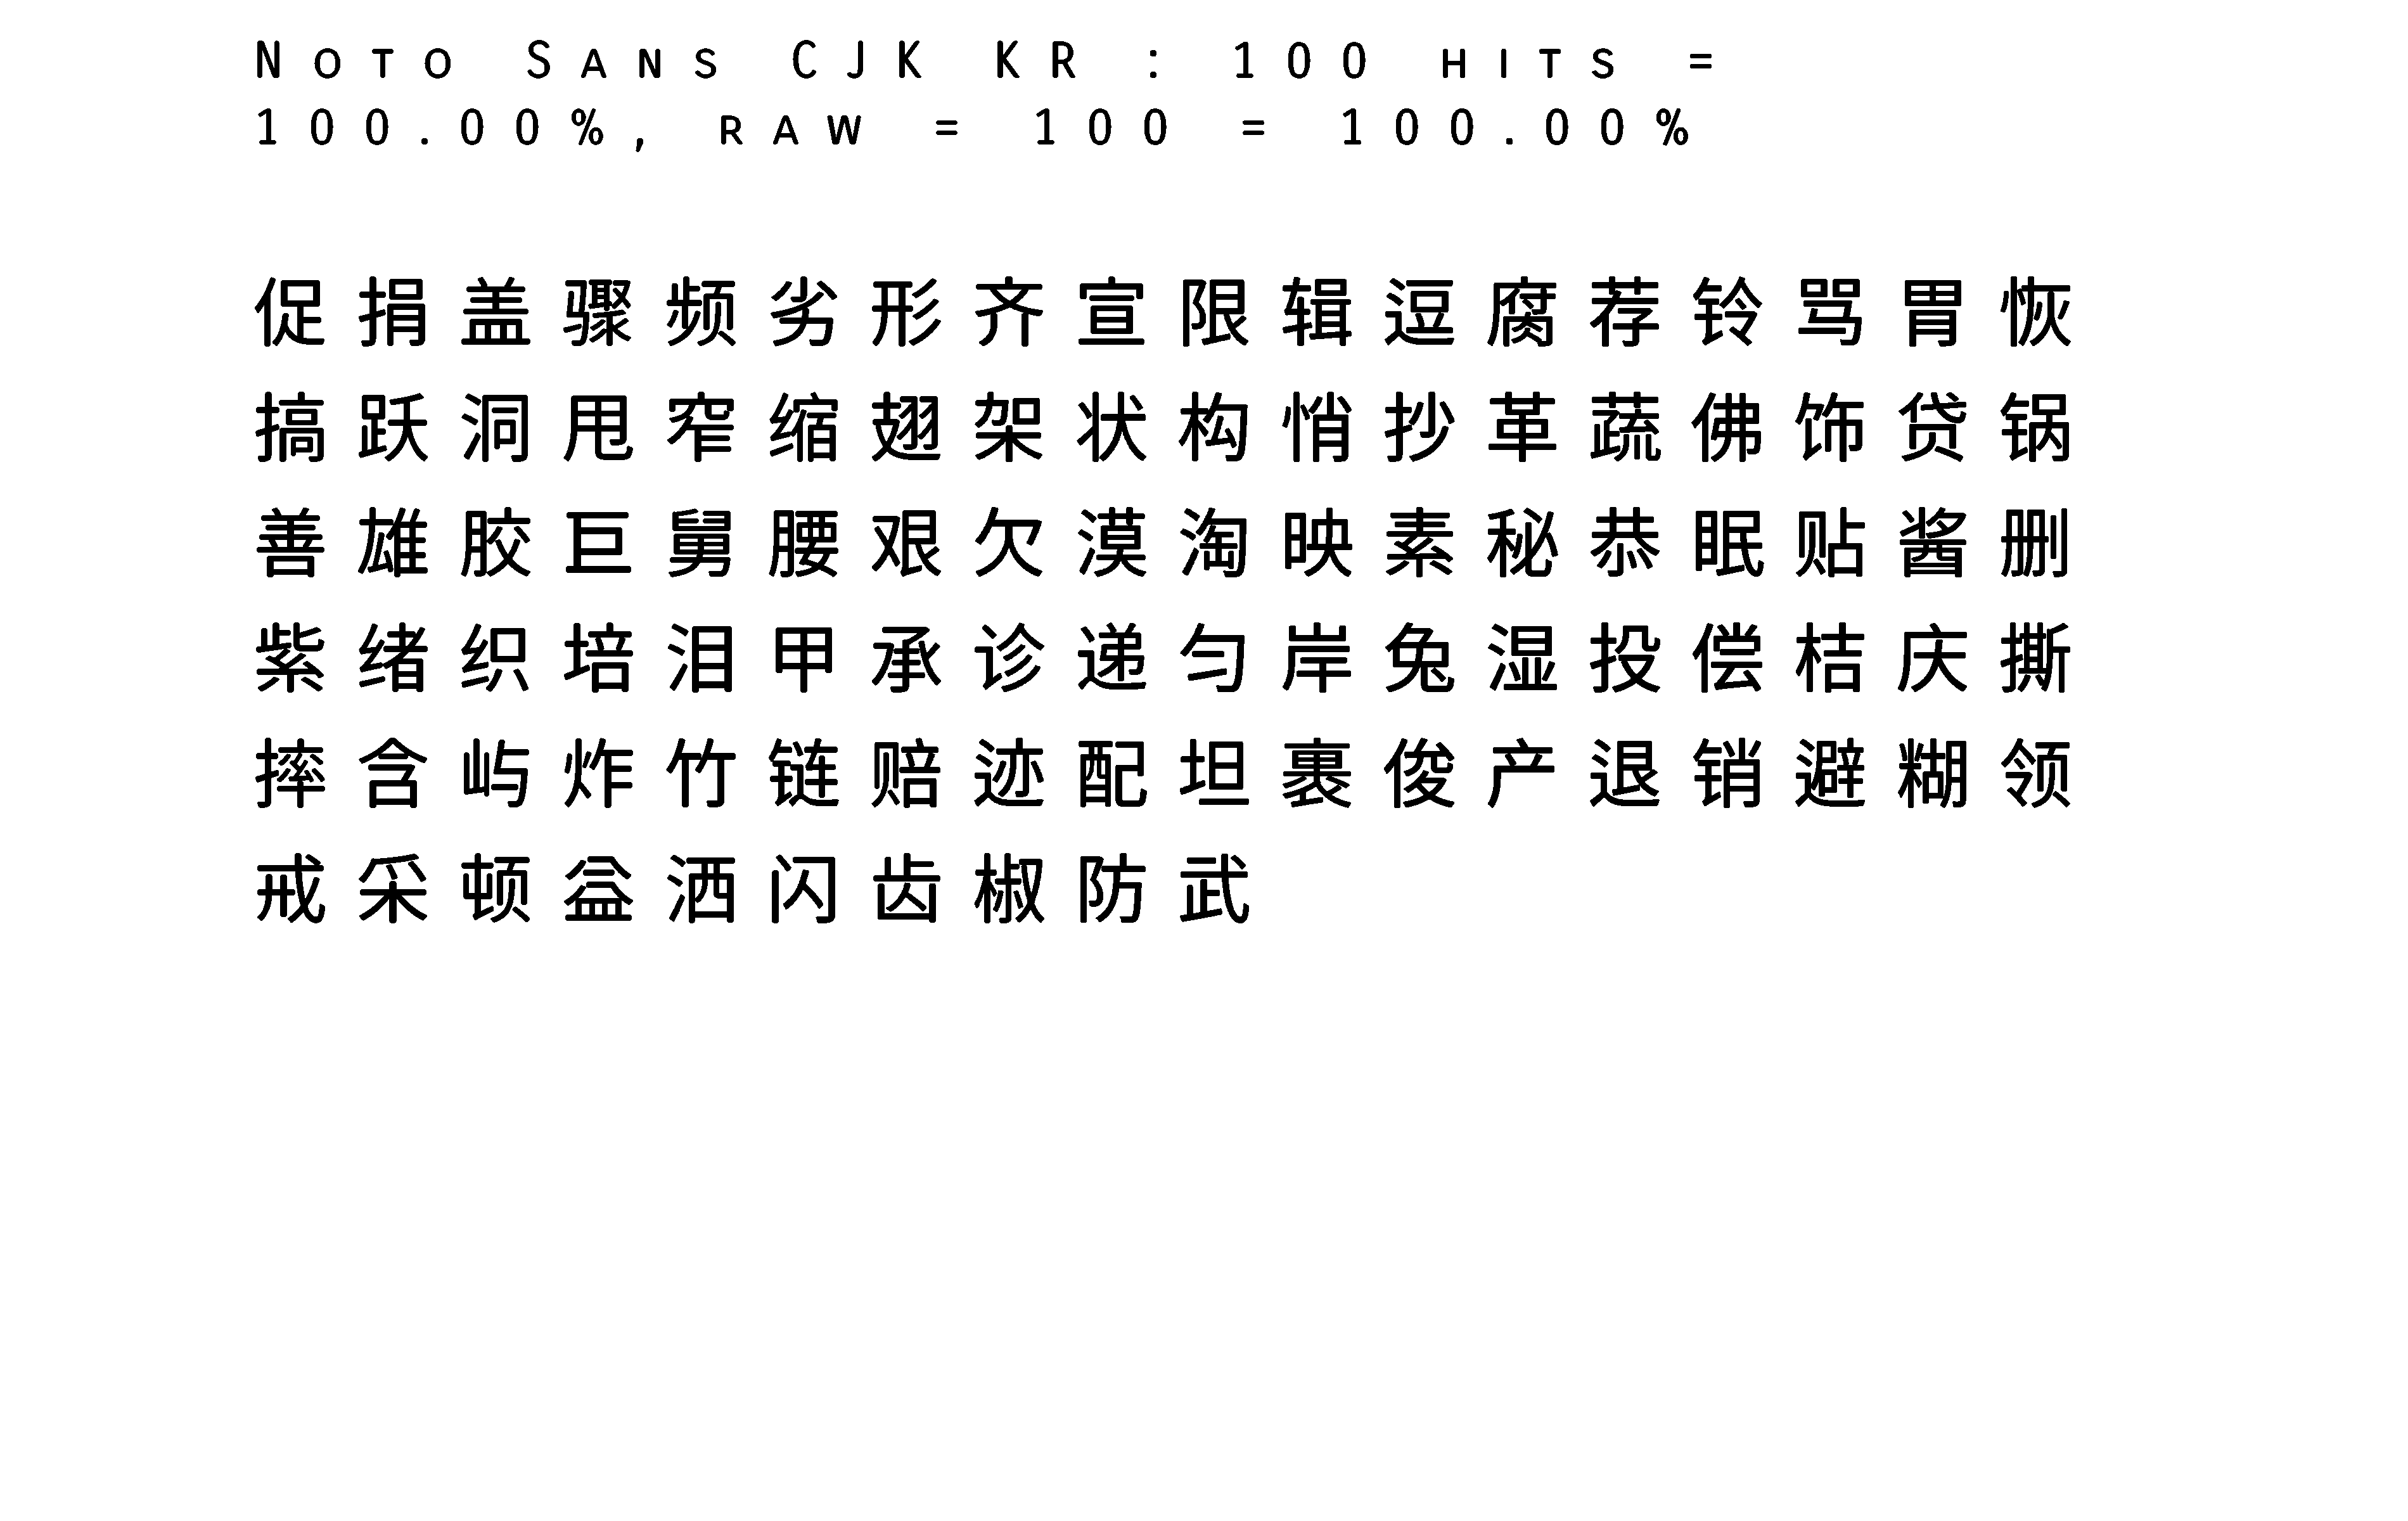 Noto Sans CJK KR : 100 hits =
100.00%, raw = 100 = 100.00%
促捐盖骤频劣形齐宣限辑逗腐荐铃骂胃恢
搞跃洞甩窄缩翅架状构悄抄革蔬佛饰贷锅
善雄胶巨舅腰艰欠漠淘映素秘恭眠贴酱删
紫绪织培泪甲承诊递匀岸兔湿投偿桔庆撕
摔含屿炸竹链赔迹配坦裹俊产退销避糊领
戒采顿益洒闪齿椒防武